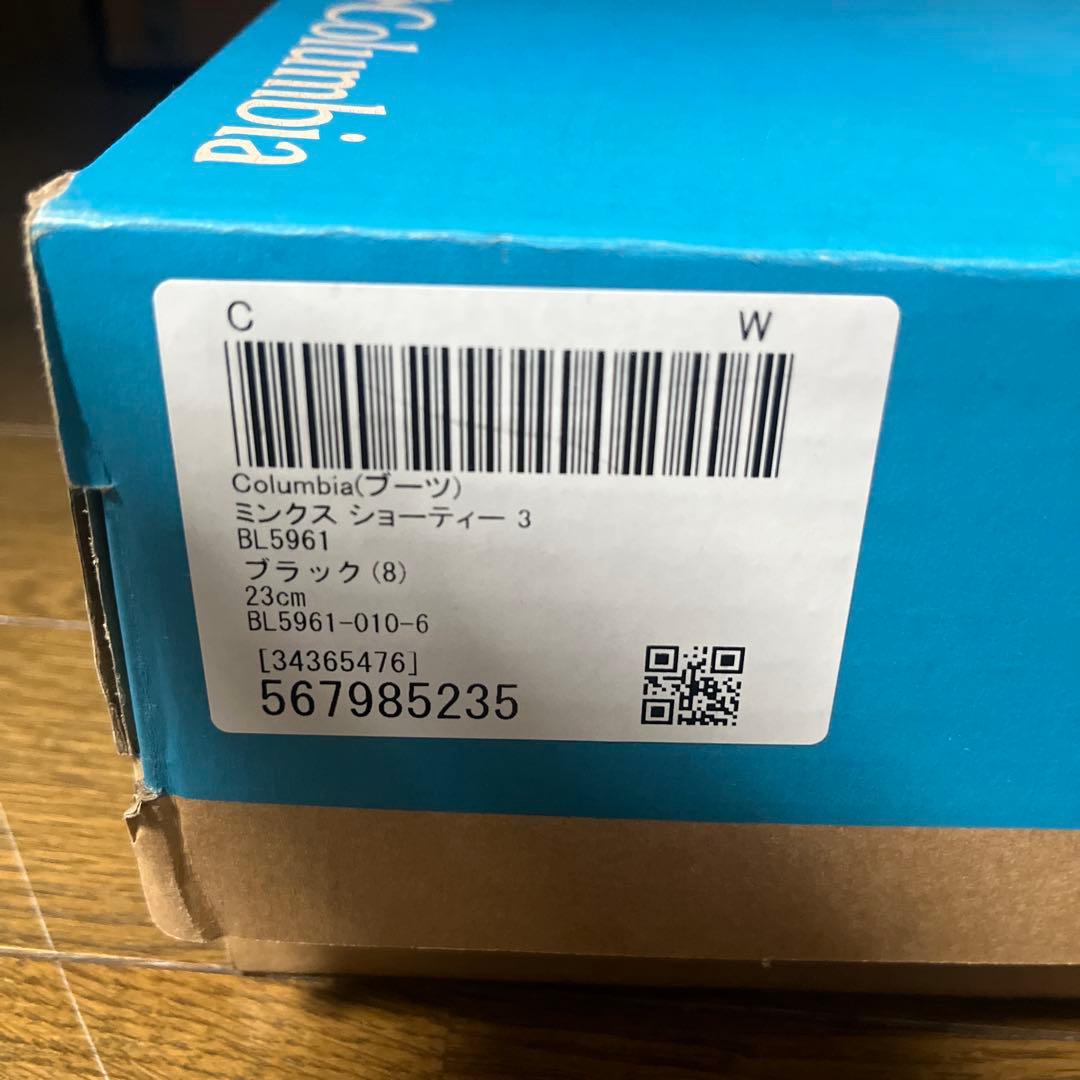 Columbia
C W
Columbia(ブーツ)
ミンクス ショーティー 3
BL5961
ブラック(8)
23cm
BL5961-010-6
[34365476]
567985235